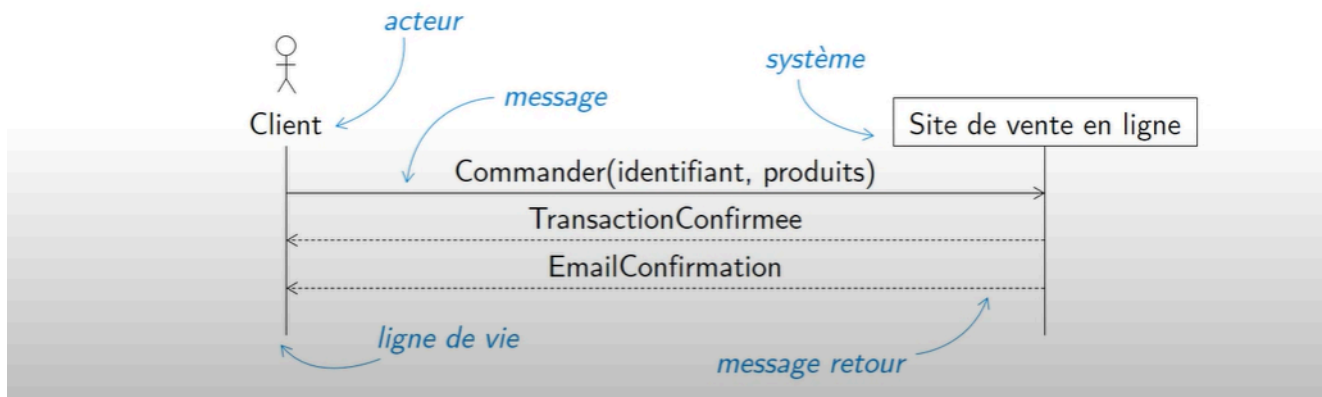 acteur
système
message
Client
Site de vente en ligne
Commander(identifiant, produits)
TransactionConfirmee
EmailConfirmation
ligne de vie
message retour